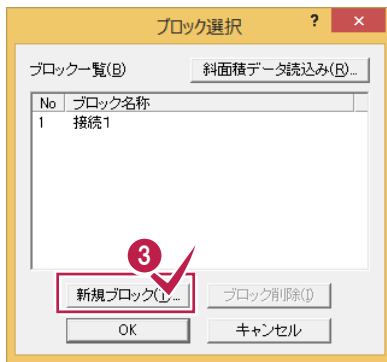 ブロック選択 ? ×
ブロック一覧(B) 斜面積データ読込み(R)...
No ブロック名称
1 接続1
3
新規ブロック(...
ブロック削除(I)
OK キャンセル